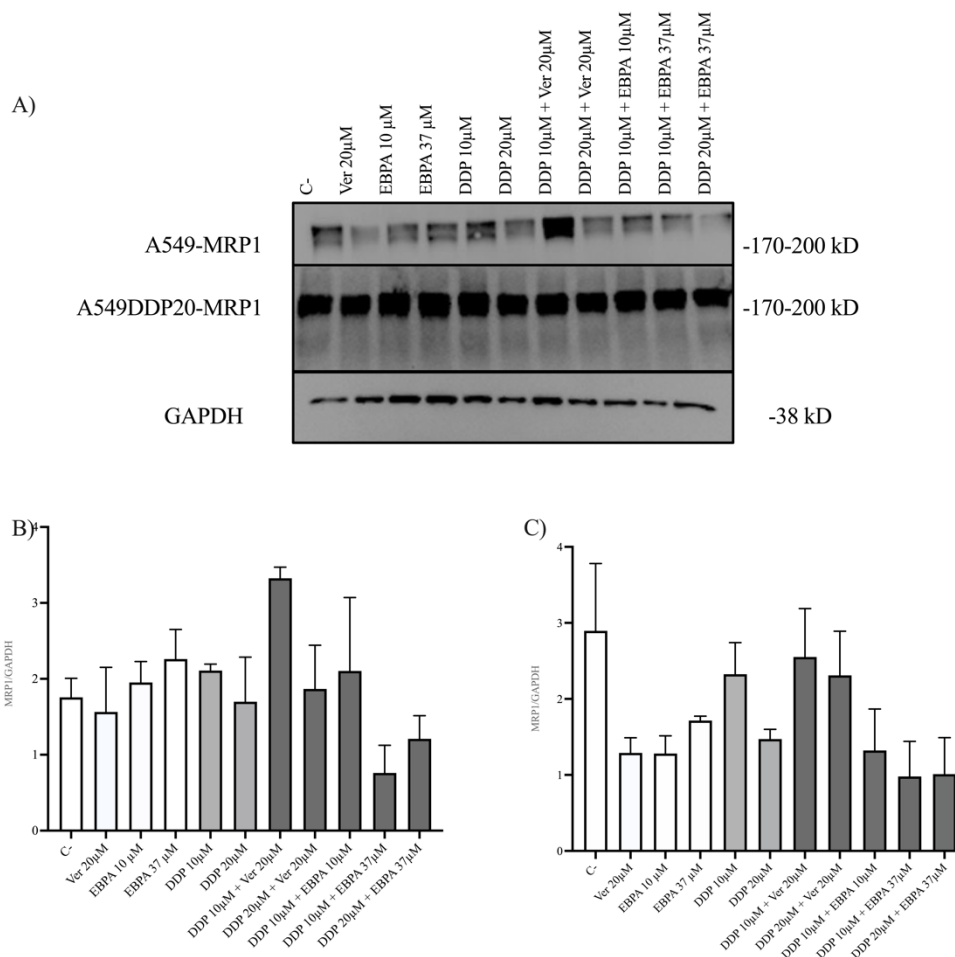 A)
C-
Ver 20µM
EBPA 10 µM
EBPA 37 µM
DDP 10µM
DDP 20µM
DDP 10µM + Ver 20µM
DDP 20µM + Ver 20µM
DDP 10µM + EBPA 10µM
DDP 10µM + EBPA 37µM
DDP 20µM + EBPA 37µM
A549-MRP1
-170-200 kD
A549DDP20-MRP1
-170-200 kD
GAPDH
-38 kD
B)
4
3
2
1
0
MRP1/GAPDH
C-
Ver 20µM
EBPA 10 µM
EBPA 37 µM
DDP 10µM
DDP 20µM
DDP 10µM + Ver 20µM
DDP 20µM + Ver 20µM
DDP 10µM + EBPA 10µM
DDP 10µM + EBPA 37µM
DDP 20µM + EBPA 37µM
C)
4
3
2
1
0
MRP1/GAPDH
C-
Ver 20µM
EBPA 10 µM
EBPA 37 µM
DDP 10µM
DDP 20µM
DDP 10µM + Ver 20µM
DDP 20µM + Ver 20µM
DDP 10µM + EBPA 10µM
DDP 10µM + EBPA 37µM
DDP 20µM + EBPA 37µM